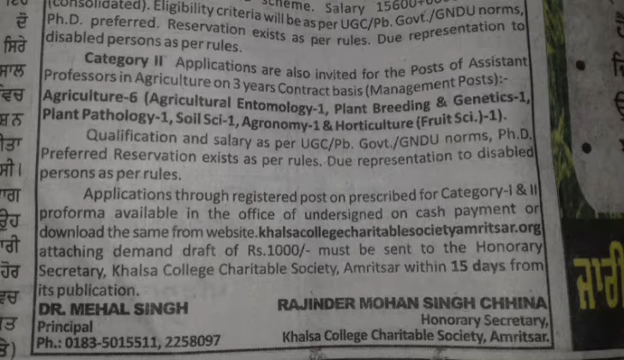 (consolidated). Eligibility criteria will be as per UGC/Pb. Govt./GNDU norms,
Ph.D. preferred. Reservation exists as per rules. Due representation to
disabled persons as per rules.
Category II Applications are also invited for the Posts of Assistant
Professors in Agriculture on 3 years Contract basis (Management Posts):-
Agriculture-6 (Agricultural Entomology-1, Plant Breeding & Genetics-1,
Plant Pathology-1, Soil Sci-1, Agronomy-1 & Horticulture (Fruit Sci.)-1).
Qualification and salary as per UGC/Pb. Govt./GNDU norms, Ph.D.
Preferred Reservation exists as per rules. Due representation to disabled
persons as per rules.
Applications through registered post on prescribed for Category-I & II
proforma available in the office of undersigned on cash payment or
download the same from website.khalsacollegecharitablesocietyamritsar.org
attaching demand draft of Rs.1000/- must be sent to the Honorary
Secretary, Khalsa College Charitable Society, Amritsar within 15 days from
its publication.
DR. MEHAL SINGH
Principal
Ph.: 0183-5015511, 2258097
RAJINDER MOHAN SINGH CHHINA
Honorary Secretary,
Khalsa College Charitable Society, Amritsar.
ਜਾਰੀ